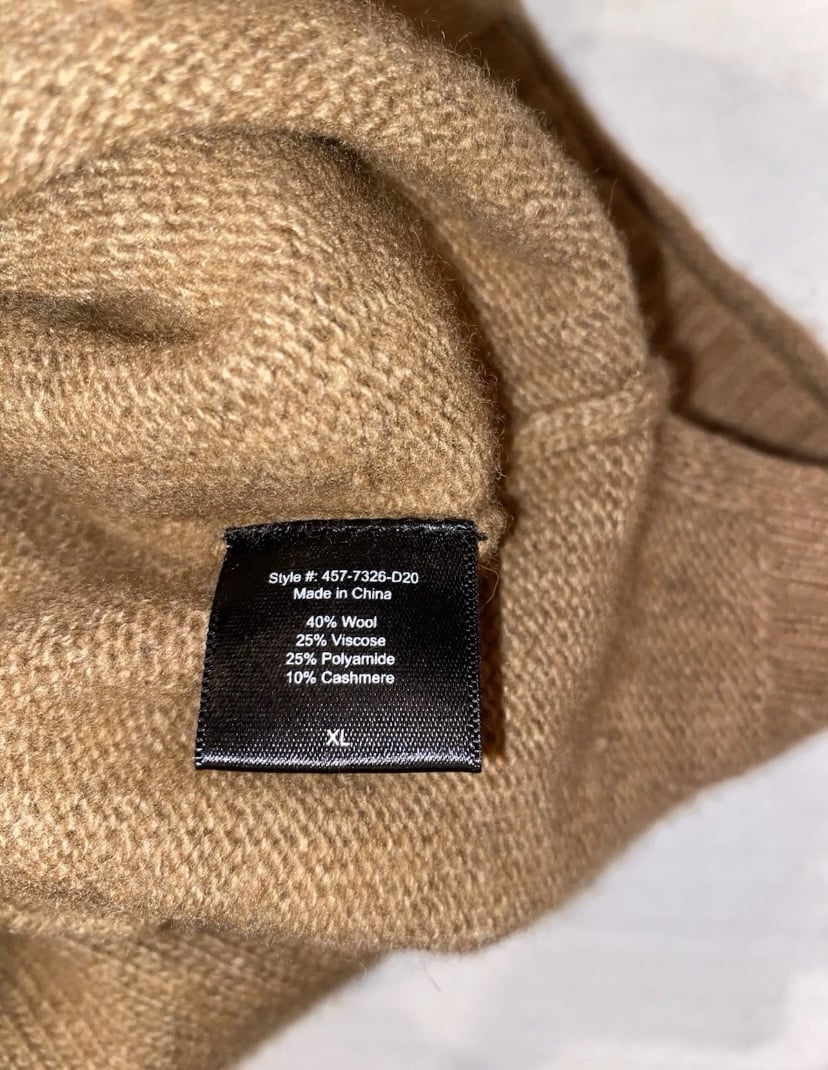 Style #: 457-7326-D20
Made in China
40% Wool
25% Viscose
25% Polyamide
10% Cashmere
XL